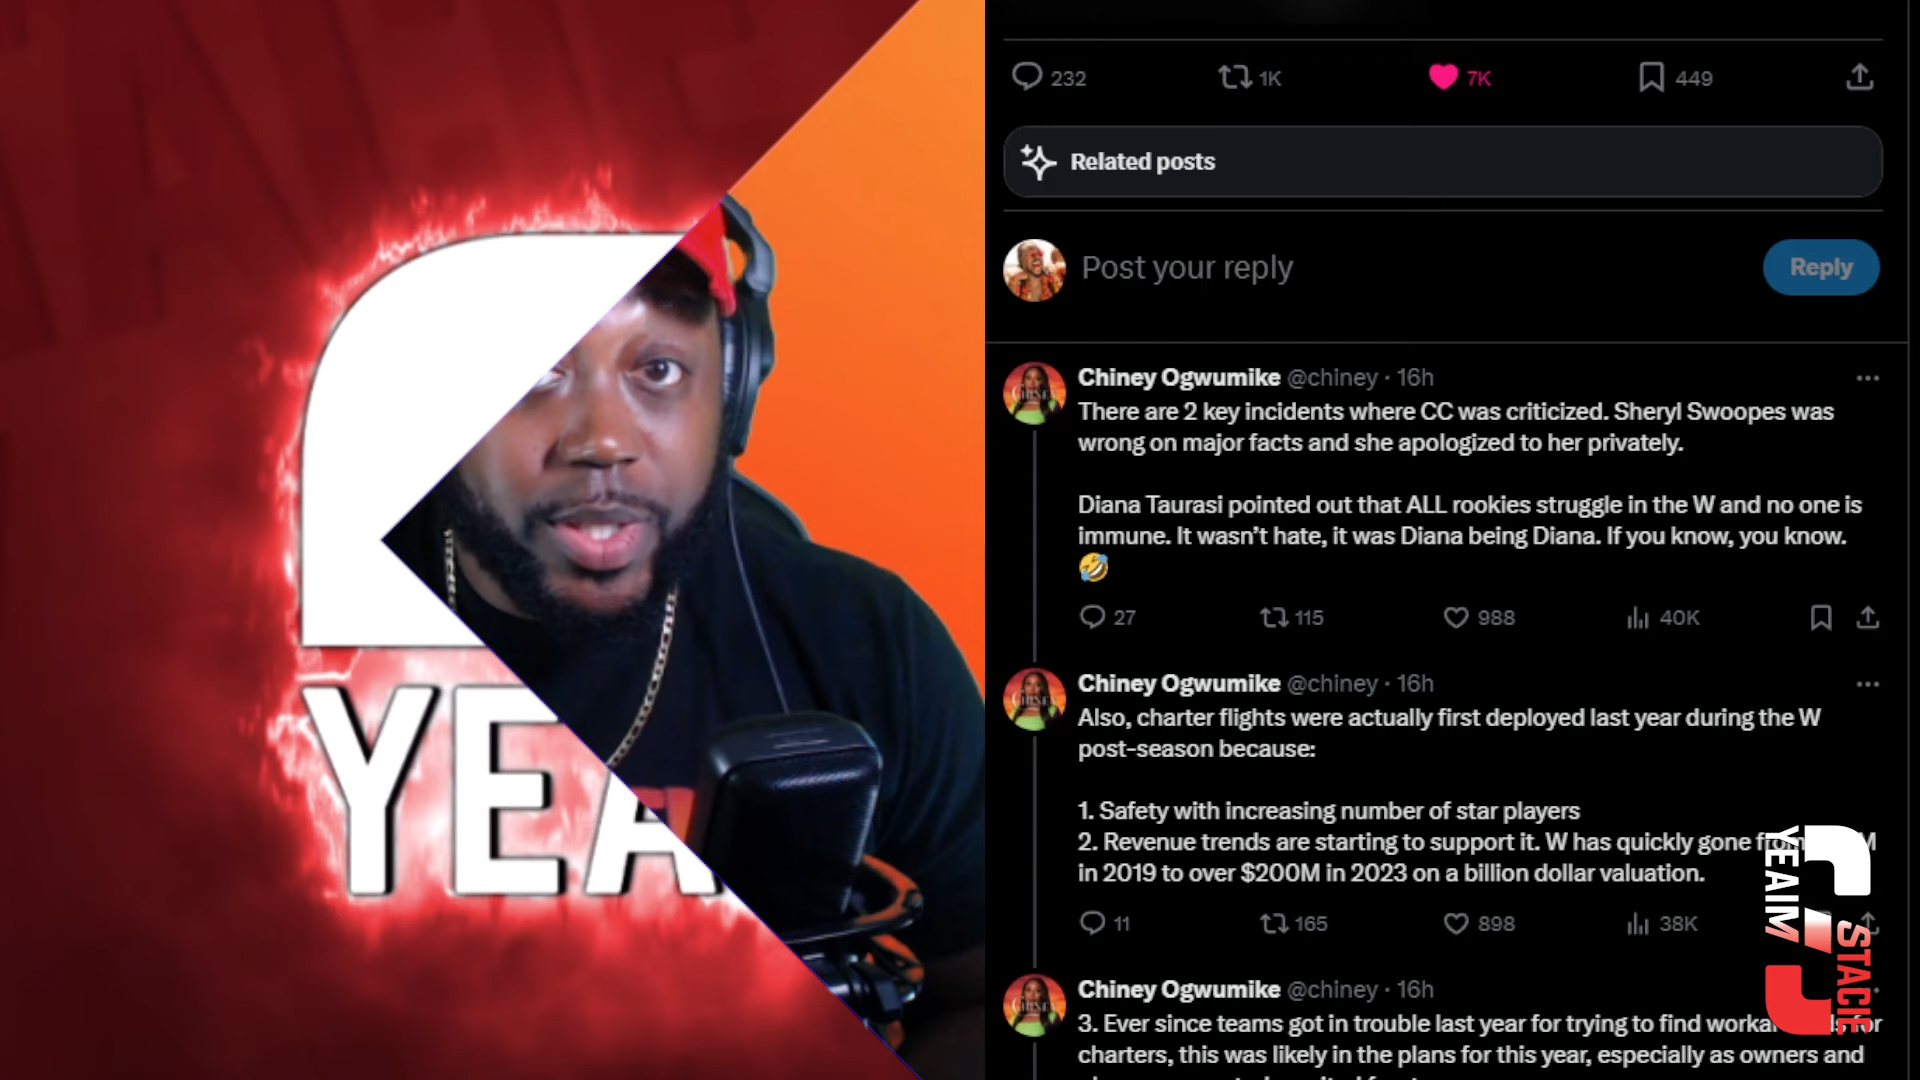 YEA
232
1K
7K
449
Related posts
Post your reply
Reply
Chiney Ogwumike @chiney · 16h
There are 2 key incidents where CC was criticized. Sheryl Swoopes was
wrong on major facts and she apologized to her privately.
Diana Taurasi pointed out that ALL rookies struggle in the W and no one is
immune. It wasn't hate, it was Diana being Diana. If you know, you know.
🤣
27
115
988
40K
Chiney Ogwumike @chiney · 16h
Also, charter flights were actually first deployed last year during the W
post-season because:
1. Safety with increasing number of star players
2. Revenue trends are starting to support it. W has quickly gone from M
in 2019 to over $200M in 2023 on a billion dollar valuation.
11
165
898
38K
Chiney Ogwumike @chiney · 16h
3. Ever since teams got in trouble last year for trying to find for
charters, this was likely in the plans for this year, especially as owners and
YEAIM
STACIE